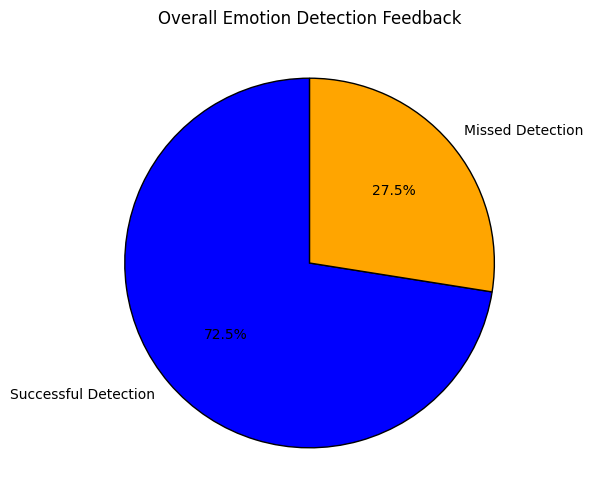 Overall Emotion Detection Feedback
Missed Detection
27.5%
72.5%
Successful Detection